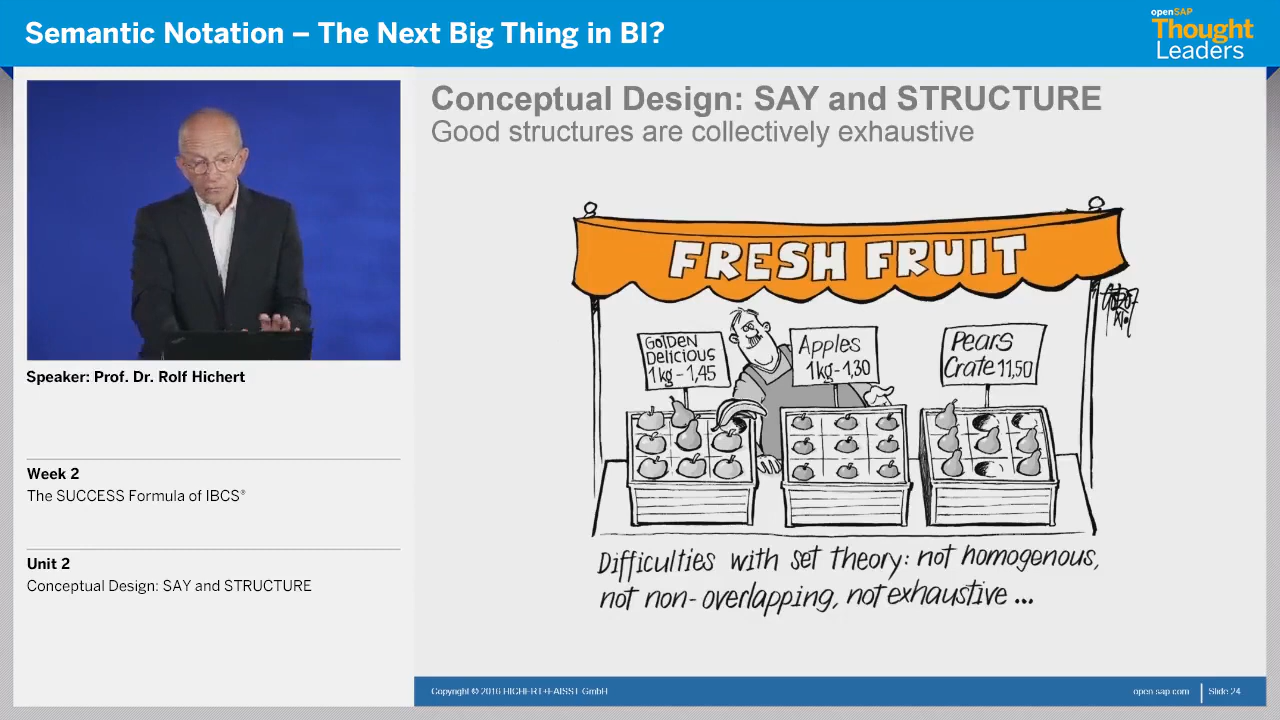 Semantic Notation – The Next Big Thing in BI?
openSAP
Thought
Leaders
Conceptual Design: SAY and STRUCTURE
Good structures are collectively exhaustive
FRESH FRUIT
GOLDEN
DELICIOUS
1kg - 1,45
Apples
1kg - 1,30
Pears
Crate 11,50
Difficulties with set theory: not homogenous,
not non-overlapping, not exhaustive ...
Speaker: Prof. Dr. Rolf Hichert
Week 2
The SUCCESS Formula of IBCS®
Unit 2
Conceptual Design: SAY and STRUCTURE
Copyright © 2016 HICHERT+FAISST GmbH
open.sap.com
Slide 24